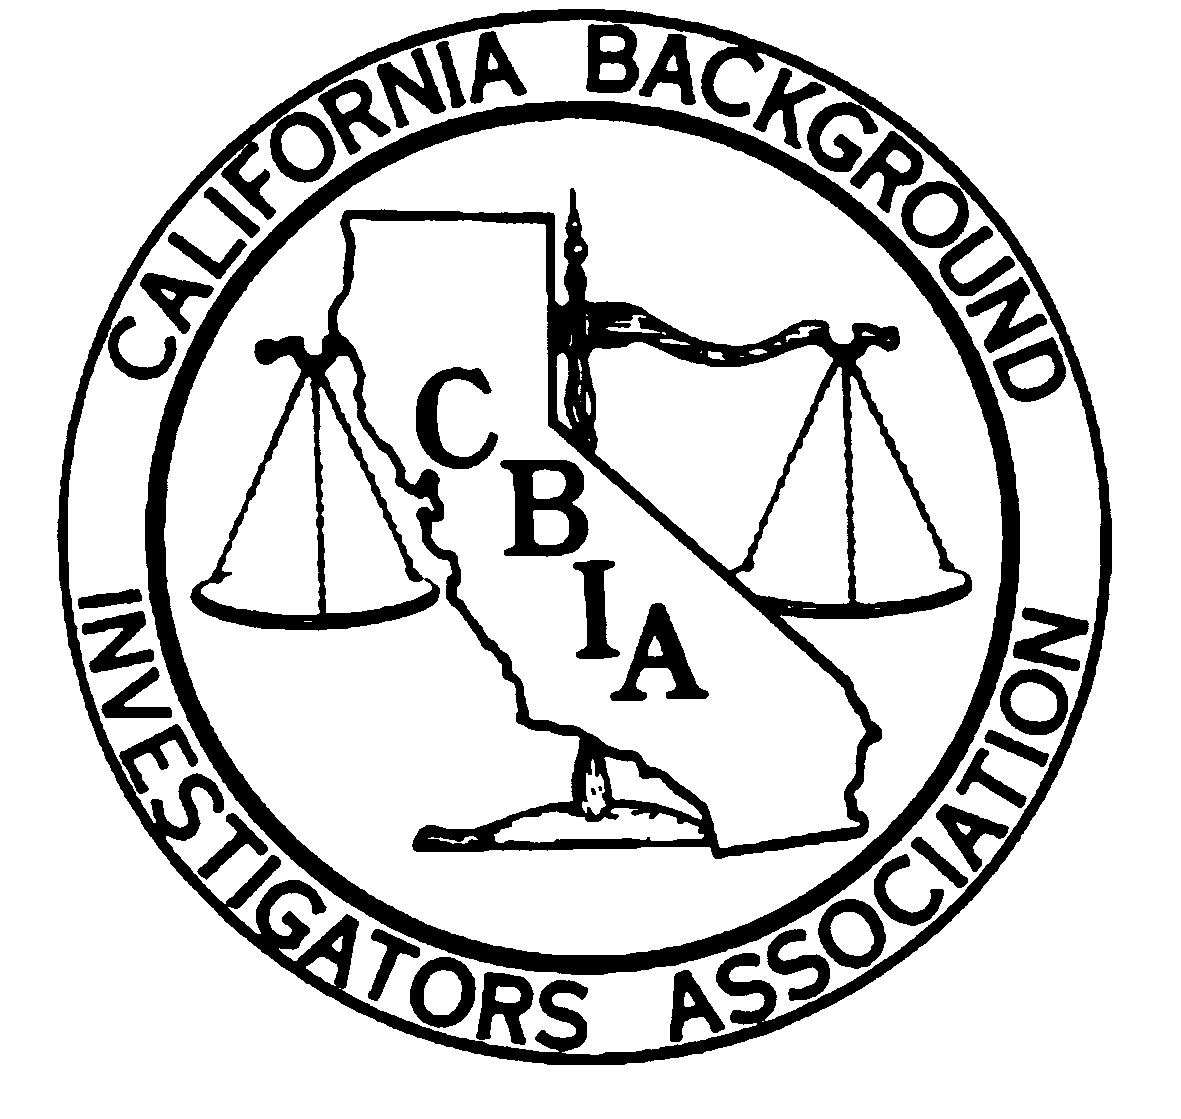 CALIFORNIA BACKGROUND
CBIA
INVESTIGATORS ASSOCIATION